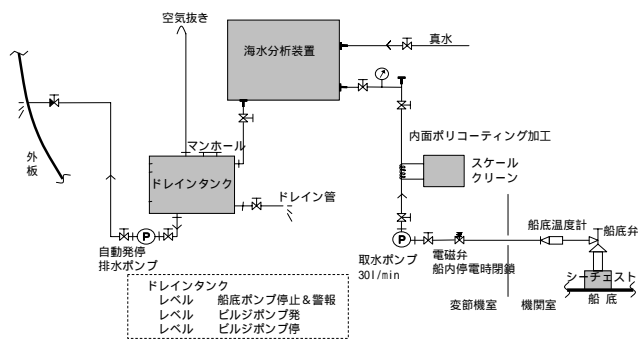 空気抜き
海水分析装置
真水
外
板
マンホール
内面ポリコーティング加工
ドレインタンク
スケール
クリーン
ドレイン管
P
自動発停
排水ポンプ
P
取水ポンプ
30l/min
電磁弁
船内停電時閉鎖
船底温度計
船底弁
シーチェスト
船 底
変節機室
機関室
ドレインタンク
レベル 船底ポンプ停止&警報
レベル ビルジポンプ発
レベル ビルジポンプ停